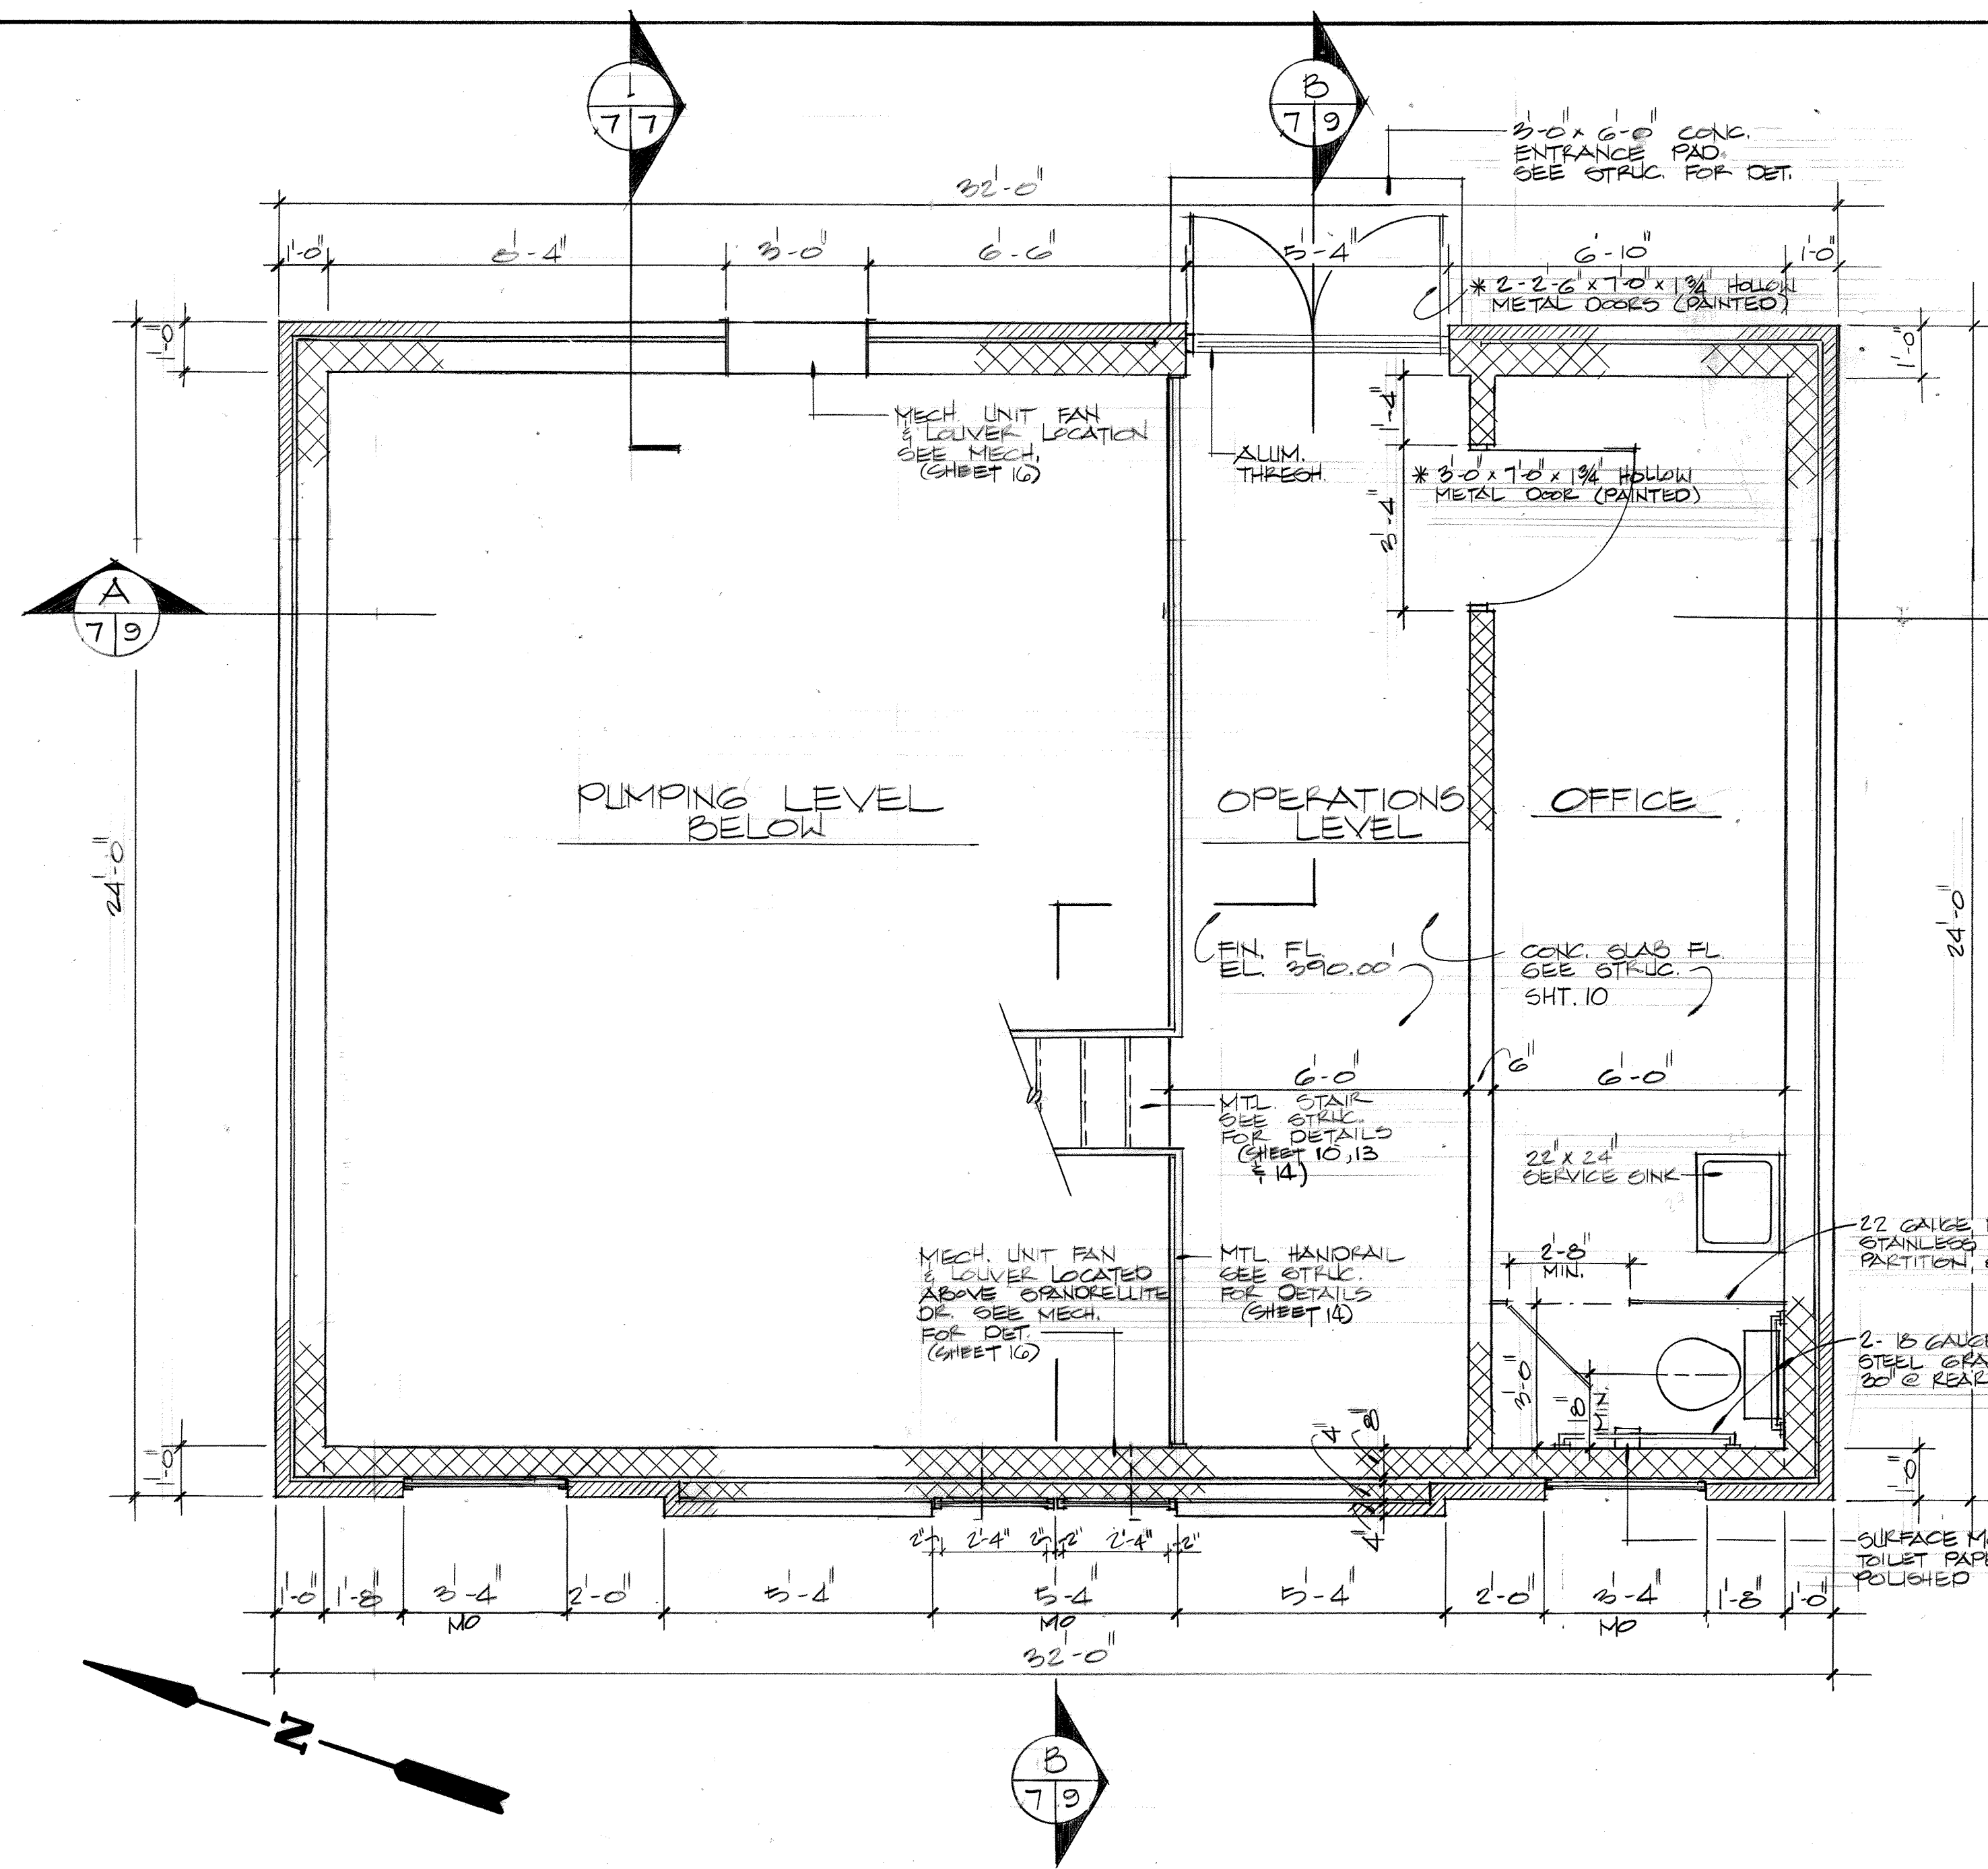 1
7 7
B
7 9
3'-0" x 6'-0" CONC.
ENTRANCE PAD.
SEE STRUC. FOR DET.
32'-0"
1'-0" 8'-4" 3'-0" 6'-6" 5'-4" 6'-10" 1'-0"
* 2-2'-6" x 7'-0" x 1 3/4" HOLLOW
METAL DOORS (PAINTED)
1'-0"
1'-0"
MECH. UNIT FAN
& LOUVER LOCATION
SEE MECH.
(SHEET 16)
ALUM.
THRESH.
1'-4"
* 3'-0" x 7'-0" x 1 3/4" HOLLOW
METAL DOOR (PAINTED)
3'-4"
A
7 9
PUMPING LEVEL
BELOW
OPERATIONS
LEVEL
OFFICE
24'-0"
24'-0"
FIN. FL.
EL. 390.00'
CONC. SLAB FL.
SEE STRUC.
SHT. 10
6'-0" 6" 6'-0"
MTL. STAIR
SEE STRUC.
FOR DETAILS
(SHEET 10, 13
& 14)
22" x 24"
SERVICE SINK
MECH. UNIT FAN
& LOUVER LOCATED
ABOVE SPANDRELLITE
OR. SEE MECH.
FOR DET.
(SHEET 16)
MTL. HANDRAIL
SEE STRUC.
FOR DETAILS
(SHEET 14)
2'-8"
MIN.
22 GAUGE
STAINLESS
PARTITION,
3'-0"
18"
MIN.
2-18 GAUGE
STEEL
30" @ REAR
1'-0"
4" 8"
4"
1'-0"
2" 2'-4" 2" 2" 2'-4" 2"
SURFACE
TOILET
POLISHED
1'-0" 1'-8" 3'-4" 2'-0" 5'-4" 5'-4" 5'-4" 2'-0" 3'-4" 1'-8" 1'-0"
MO MO MO
32'-0"
N
B
7 9